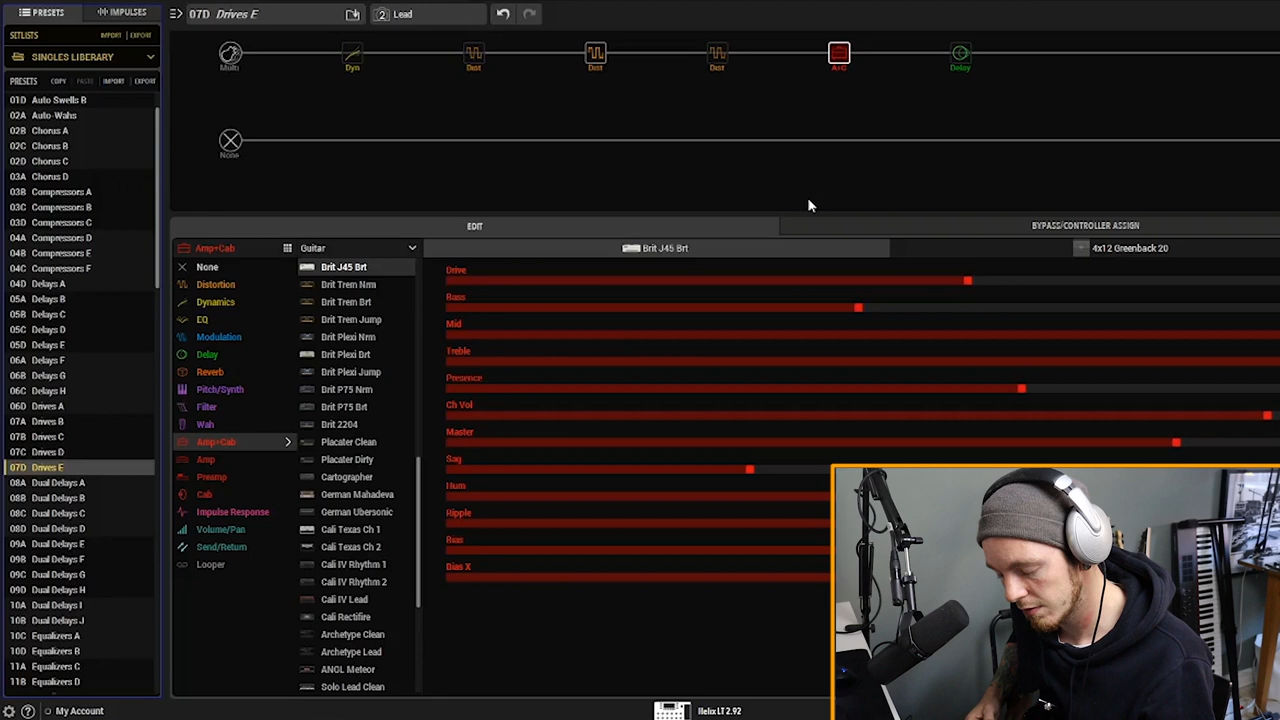 PRESETS
IMPULSES
07D Drives E
2 Lead
SETLISTS
IMPORT EXPORT
SINGLES LIBERARY
PRESETS COPY PASTE IMPORT EXPORT
01D Auto Swells B
02A Auto-Wahs
02B Chorus A
02C Chorus B
02D Chorus C
03A Chorus D
03B Compressors A
03C Compressors B
03D Compressors C
04A Compressors D
04B Compressors E
04C Compressors F
04D Delays A
05A Delays B
05B Delays C
05C Delays D
05D Delays E
06A Delays F
06B Delays G
06C Delays H
06D Drives A
07A Drives B
07B Drives C
07C Drives D
07D Drives E
08A Dual Delays A
08B Dual Delays B
08C Dual Delays C
08D Dual Delays D
09A Dual Delays E
09B Dual Delays F
09C Dual Delays G
09D Dual Delays H
10A Dual Delays I
10B Dual Delays J
10C Equalizers A
10D Equalizers B
11A Equalizers C
11B Equalizers D
My Account
Multi
Dyn
Dist
Dist
Dist
A+C
Delay
None
EDIT
BYPASS/CONTROLLER ASSIGN
Amp+Cab
Guitar
Brit J45 Brt
4x12 Greenback 20
None
Distortion
Dynamics
EQ
Modulation
Delay
Reverb
Pitch/Synth
Filter
Wah
Amp+Cab
Amp
Preamp
Cab
Impulse Response
Volume/Pan
Send/Return
Looper
Brit J45 Brt
Brit Trem Nrm
Brit Trem Brt
Brit Trem Jump
Brit Plexi Nrm
Brit Plexi Brt
Brit Plexi Jump
Brit P75 Nrm
Brit P75 Brt
Brit 2204
Placater Clean
Placater Dirty
Cartographer
German Mahadeva
German Ubersonic
Cali Texas Ch 1
Cali Texas Ch 2
Cali IV Rhythm 1
Cali IV Rhythm 2
Cali IV Lead
Cali Rectifire
Archetype Clean
Archetype Lead
ANGL Meteor
Solo Lead Clean
Drive
Bass
Mid
Treble
Presence
Ch Vol
Master
Sag
Hum
Ripple
Bias
Bias X
Helix LT 2.92